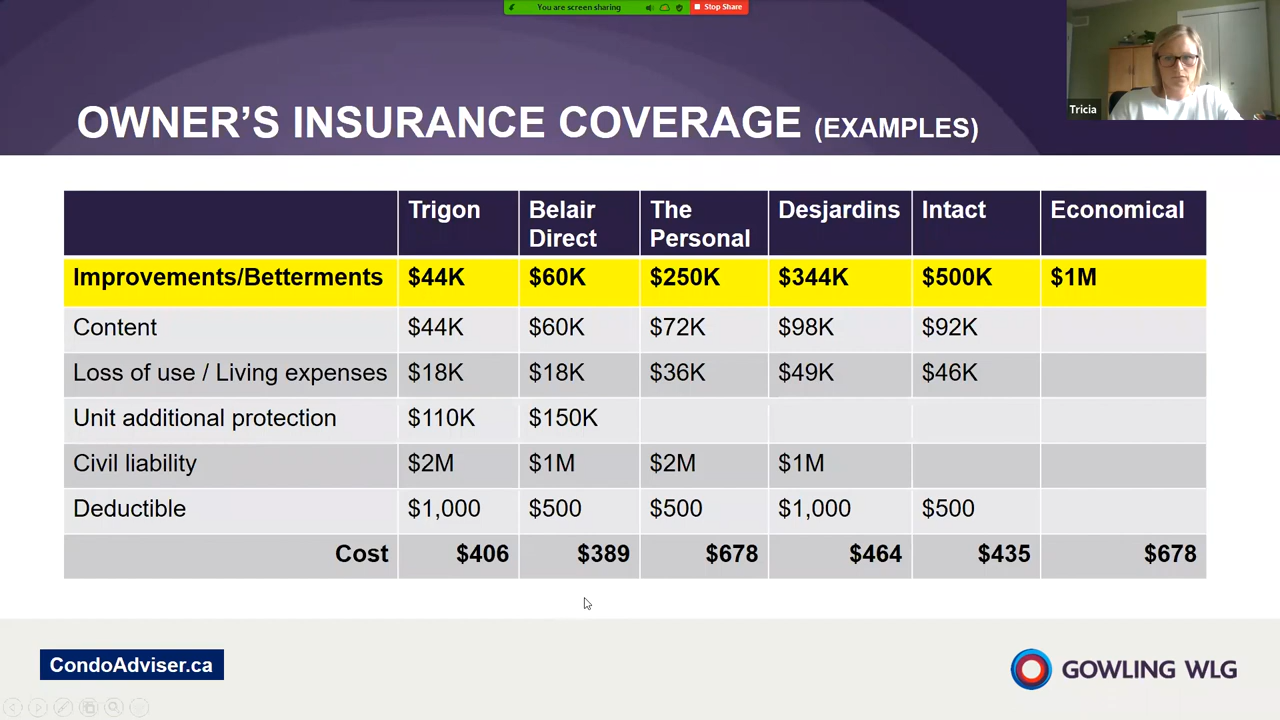 You are screen sharing Stop Share
Tricia
OWNER’S INSURANCE COVERAGE (EXAMPLES)
Trigon Belair Direct The Personal Desjardins Intact Economical
Improvements/Betterments $44K $60K $250K $344K $500K $1M
Content $44K $60K $72K $98K $92K
Loss of use / Living expenses $18K $18K $36K $49K $46K
Unit additional protection $110K $150K
Civil liability $2M $1M $2M $1M
Deductible $1,000 $500 $500 $1,000 $500
Cost $406 $389 $678 $464 $435 $678
CondoAdviser.ca
GOWLING WLG